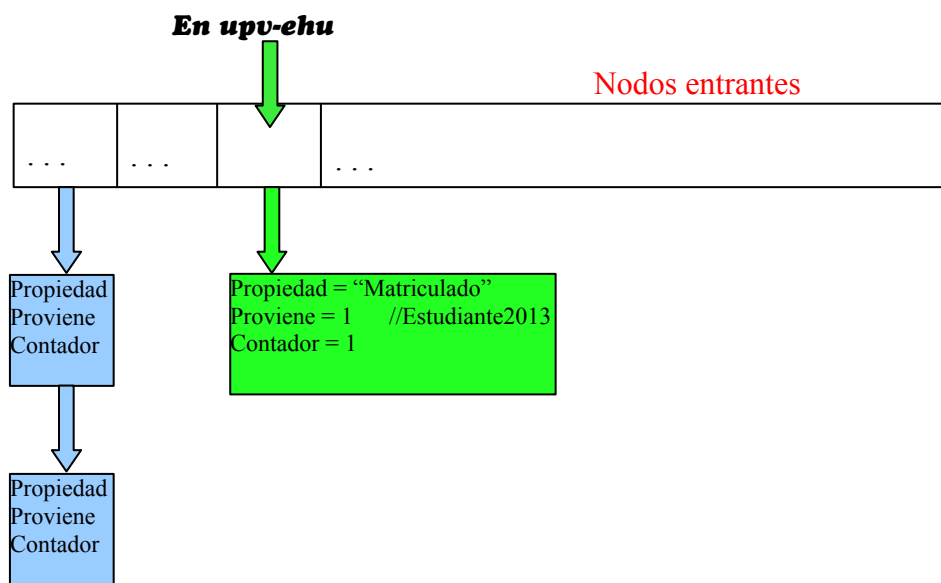 En upv-ehu
Nodos entrantes
. . .
. . .
. . .
Propiedad
Proviene
Contador
Propiedad = “Matriculado”
Proviene = 1 //Estudiante2013
Contador = 1
Propiedad
Proviene
Contador